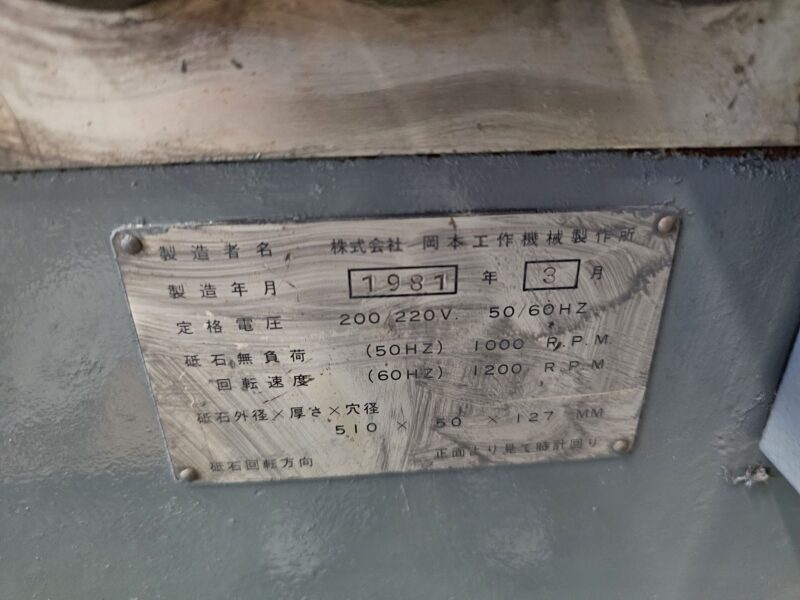 製造者名 株式会社 岡本工作機械製作所
製造年月 1981 年 3 月
定格電圧 200/220V. 50/60HZ
砥石無負荷 (50HZ) 1000 R.P.M
回転速度 (60HZ) 1200 R.P.M
砥石外径×厚さ×穴径
510 × 50 × 127 MM
砥石回転方向 正面より見て時計回り